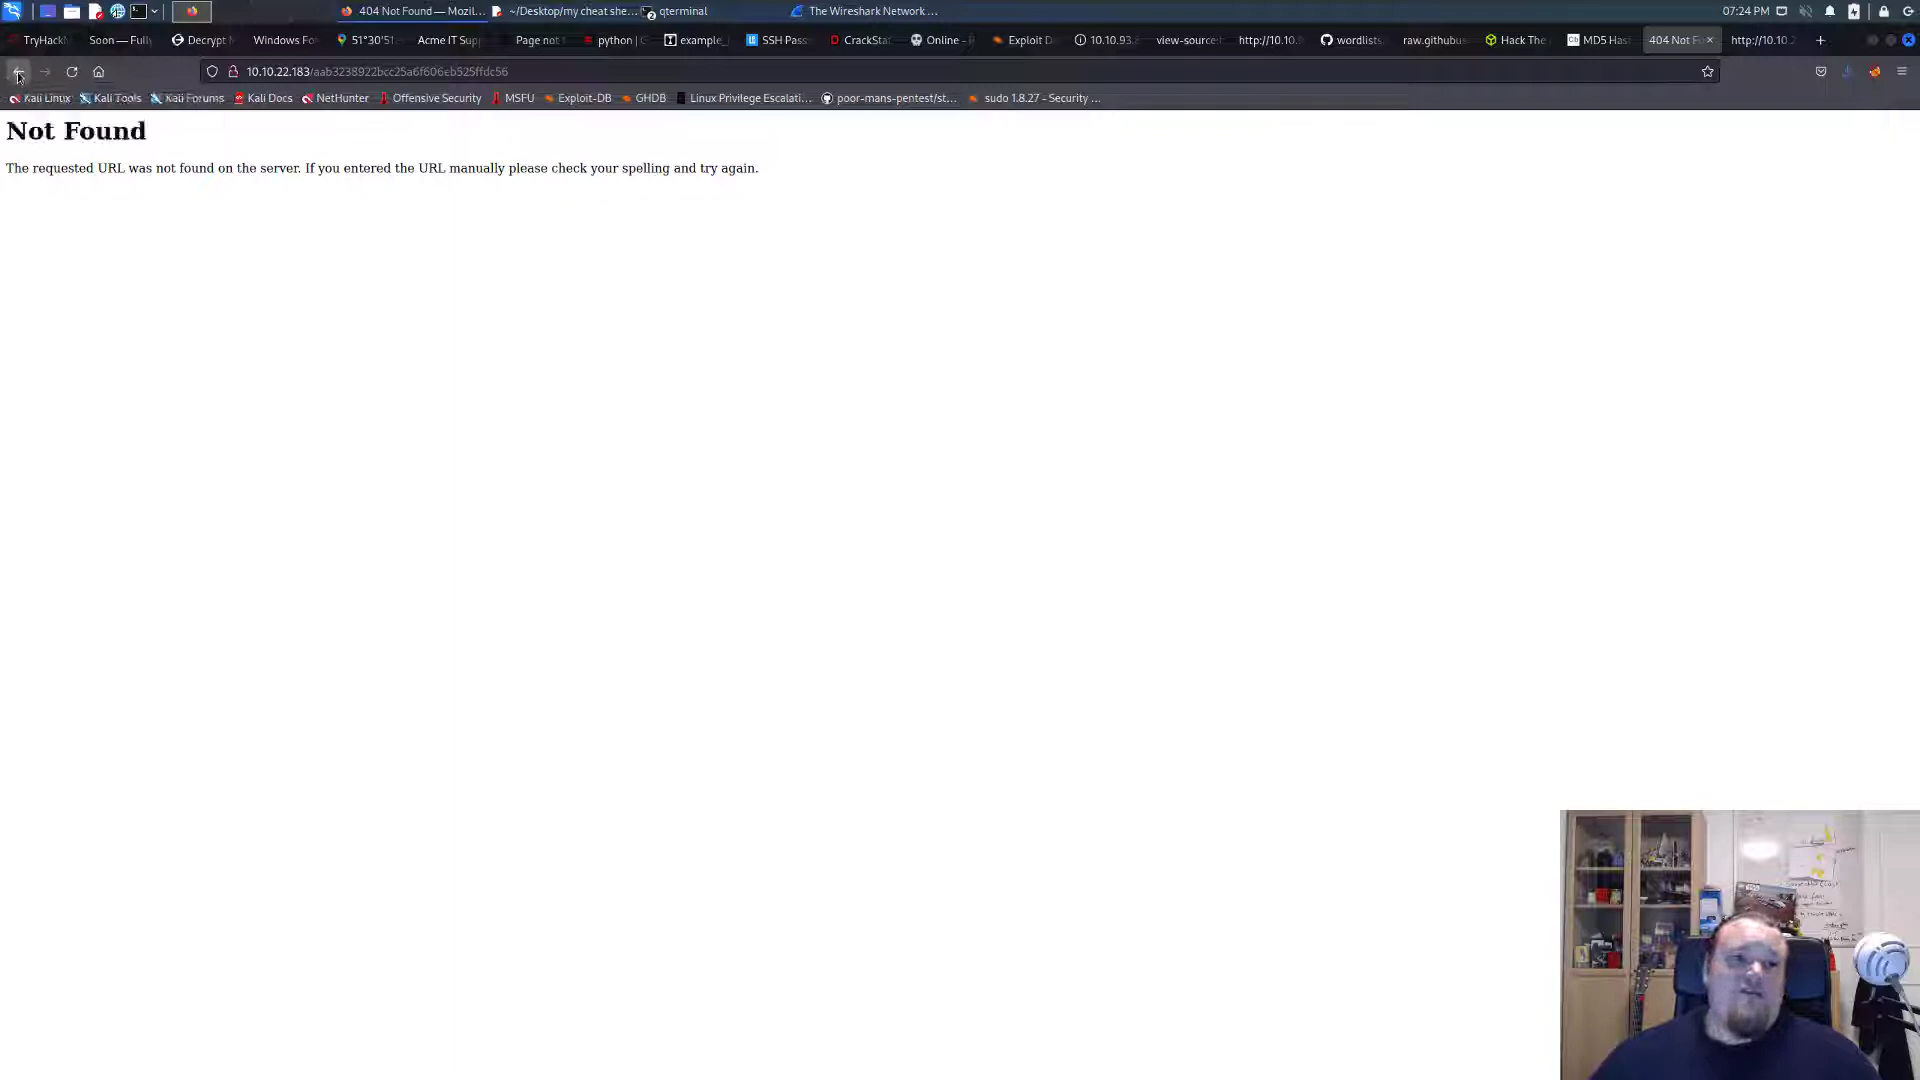 404 Not Found — Mozil...
~/Desktop/my cheat she...
qterminal
The Wireshark Network ...
07:24 PM
TryHack
Soon — Full
Decrypt
Windows Fo
51°30'51
Acme IT Sup
Page not
python |
example_
SSH Pass
CrackSta
Online -
Exploit D
10.10.93.
view-source:
http://10.10.
wordlists
raw.githubus
Hack The
MD5 Has
404 Not F
http://10.10.2
10.10.22.183/aab3238922bcc25a6f606eb525ffdc56
Kali Linux
Kali Tools
Kali Forums
Kali Docs
NetHunter
Offensive Security
MSFU
Exploit-DB
GHDB
Linux Privilege Escalati...
poor-mans-pentest/st...
sudo 1.8.27 - Security ...
Not Found
The requested URL was not found on the server. If you entered the URL manually please check your spelling and try again.